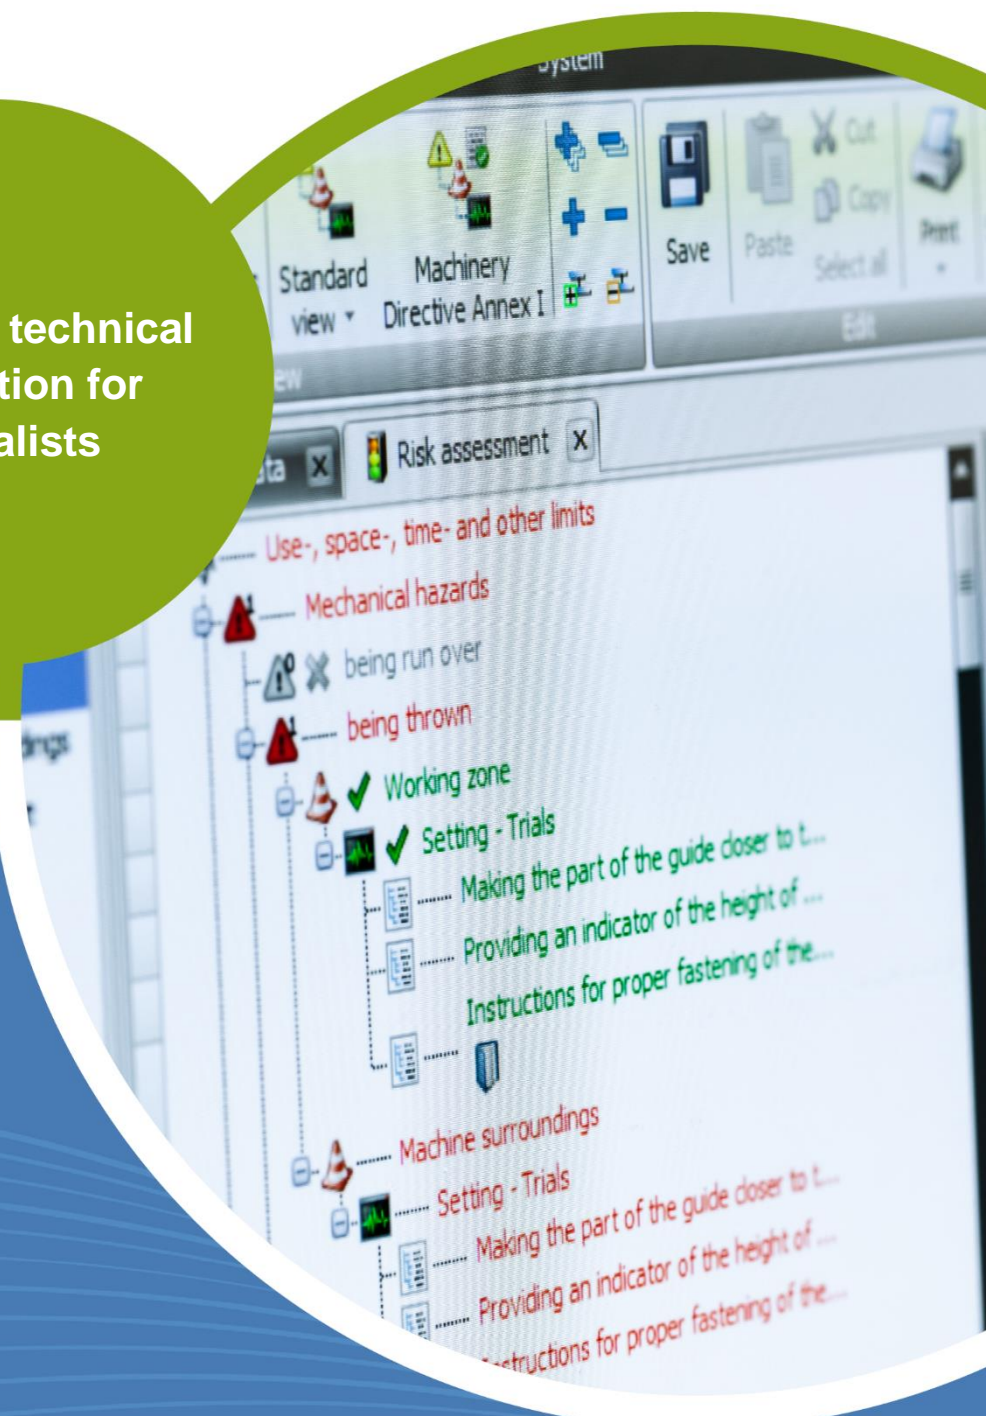 technical
tion for
alists
System
Standard
view
Machinery
Directive Annex I
Save
Paste
Cut
Copy
Select all
Print
Edit
ew
ta
Risk assessment
Use-, space-, time- and other limits
Mechanical hazards
being run over
being thrown
Working zone
Setting - Trials
Making the part of the guide closer to t...
Providing an indicator of the height of ...
Instructions for proper fastening of the...
Machine surroundings
Setting - Trials
Making the part of the guide closer to t...
Providing an indicator of the height of ...
Instructions for proper fastening of the...
dings